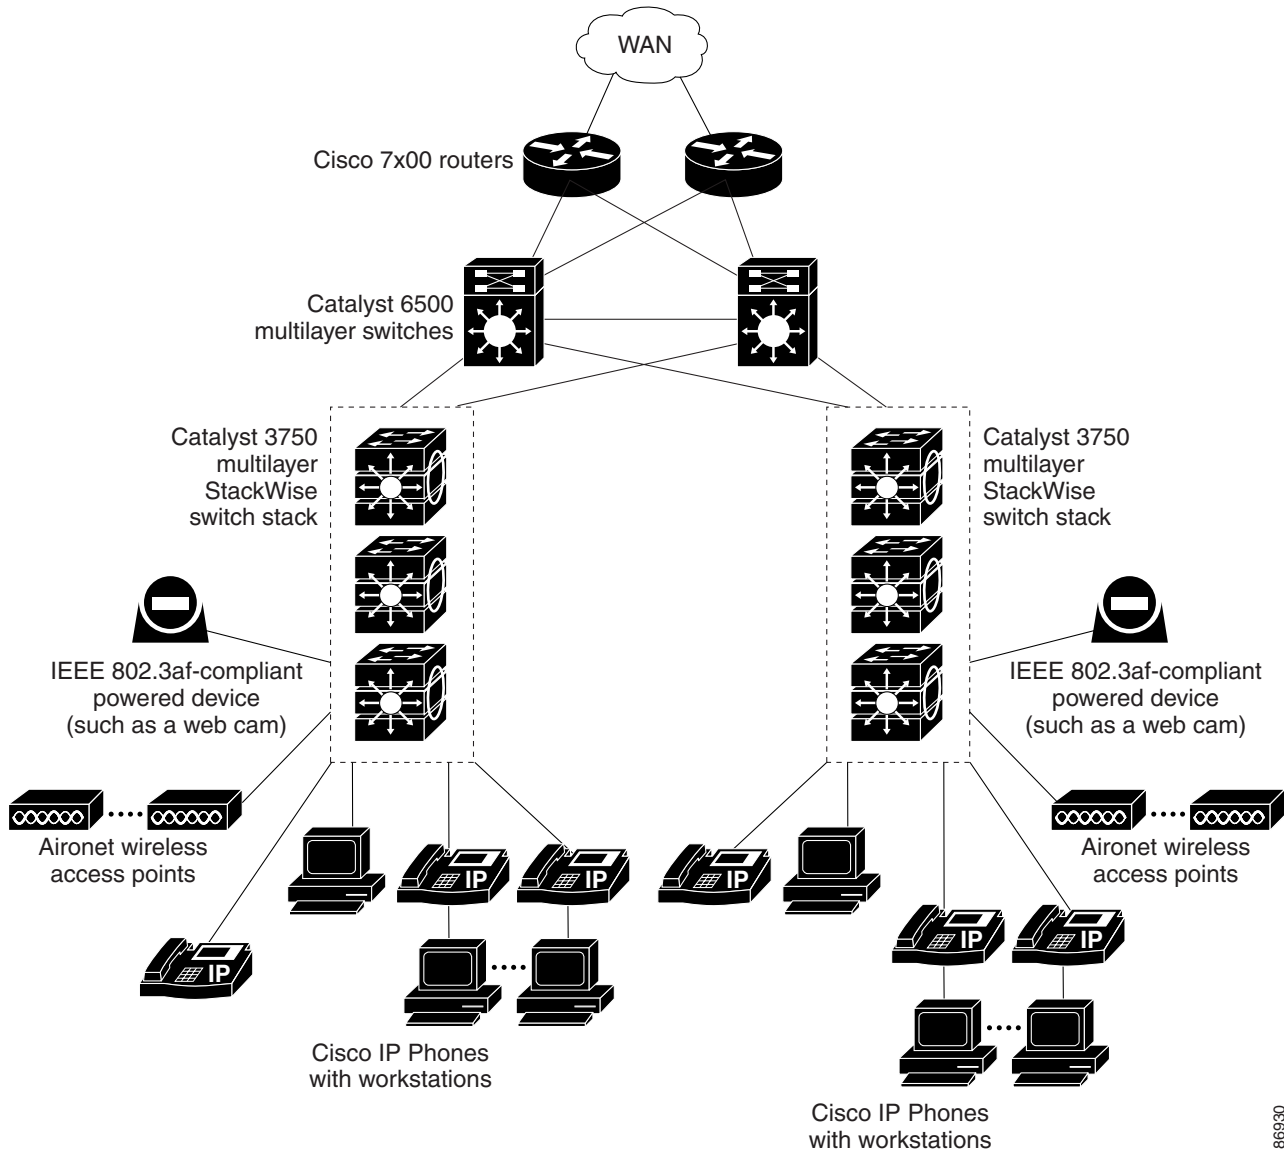 WAN
Cisco 7x00 routers
Catalyst 6500
multilayer switches
Catalyst 3750
multilayer
StackWise
switch stack
Catalyst 3750
multilayer
StackWise
switch stack
IEEE 802.3af-compliant
powered device
(such as a web cam)
IEEE 802.3af-compliant
powered device
(such as a web cam)
Aironet wireless
access points
Aironet wireless
access points
IP
IP
IP
IP
IP
IP
Cisco IP Phones
with workstations
Cisco IP Phones
with workstations
86930